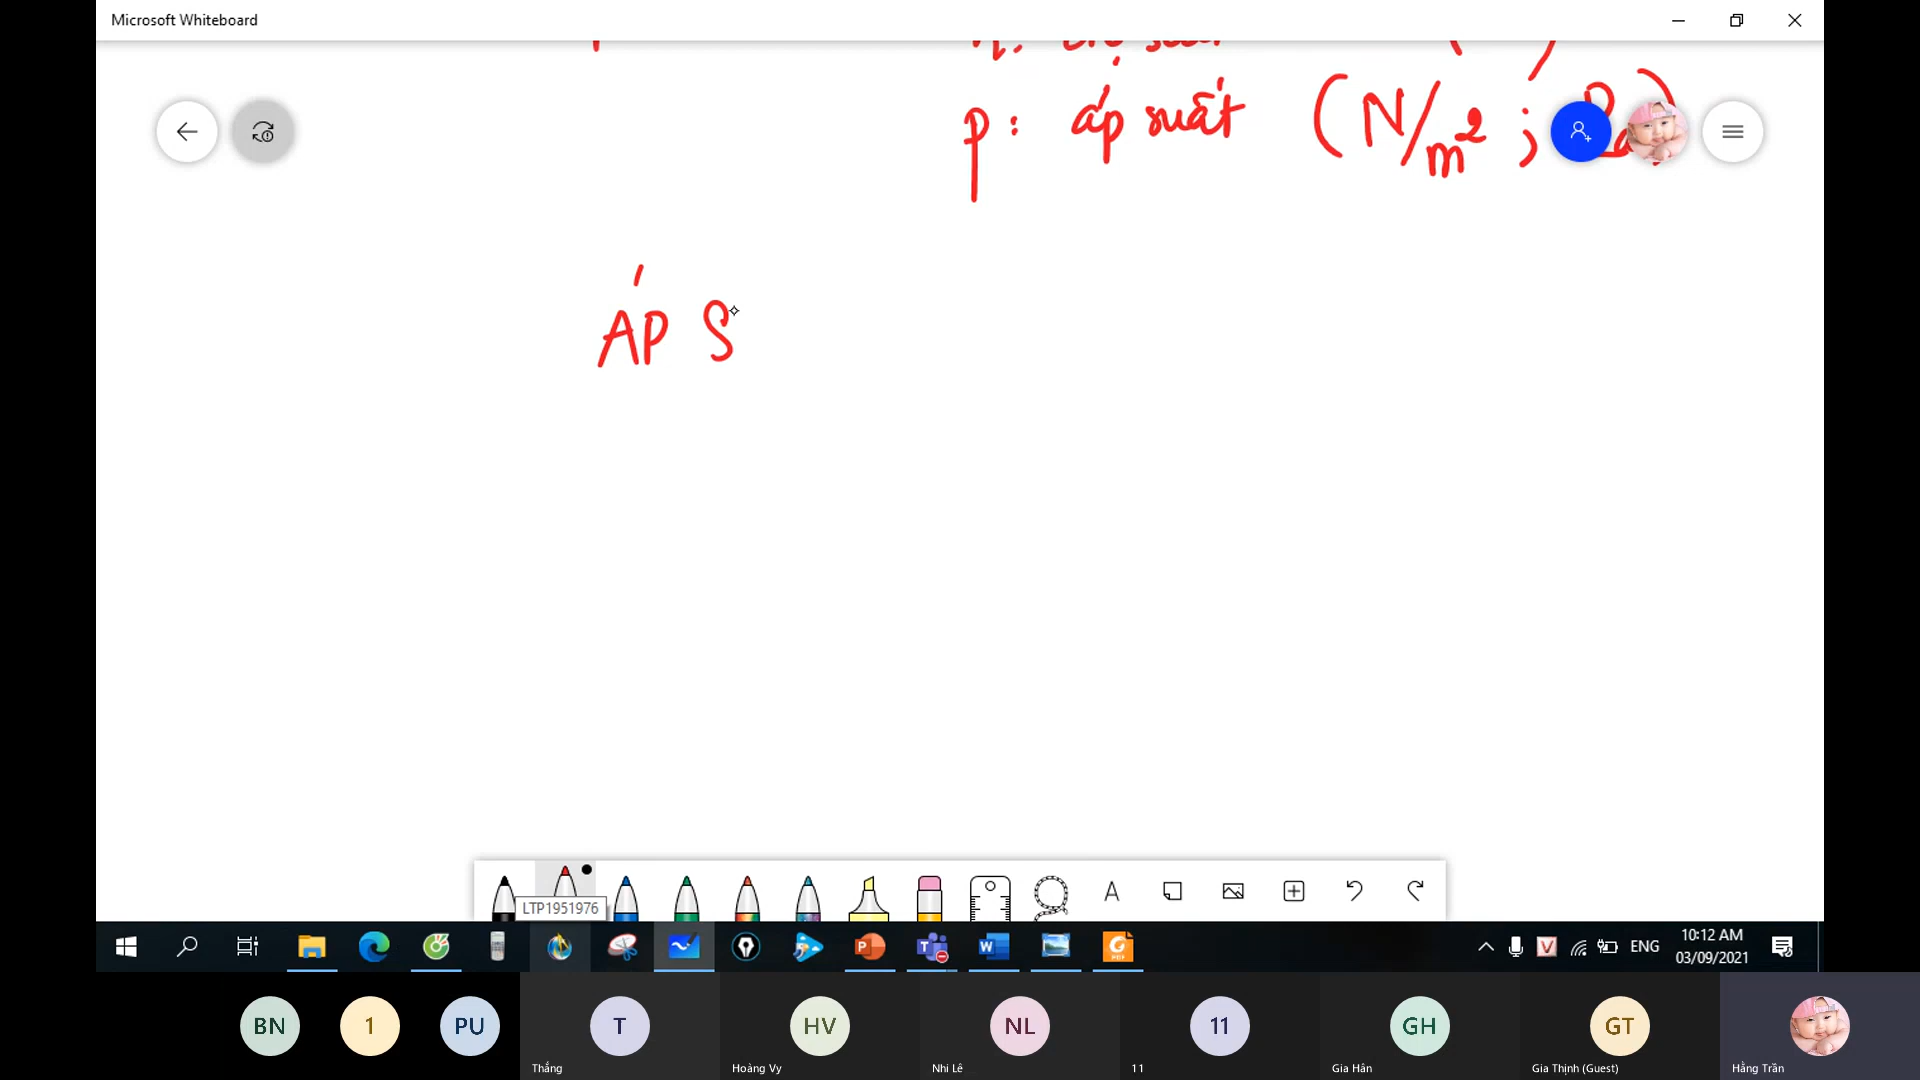 Microsoft Whiteboard
p: áp suất (N/m² ; Pa)
ÁP S
LTP1951976
A
ENG
10:12 AM
03/09/2021
BN
1
PU
T
HV
NL
11
GH
GT
Thắng
Hoàng Vy
Nhi Lê
11
Gia Hân
Gia Thịnh (Guest)
Hằng Trần